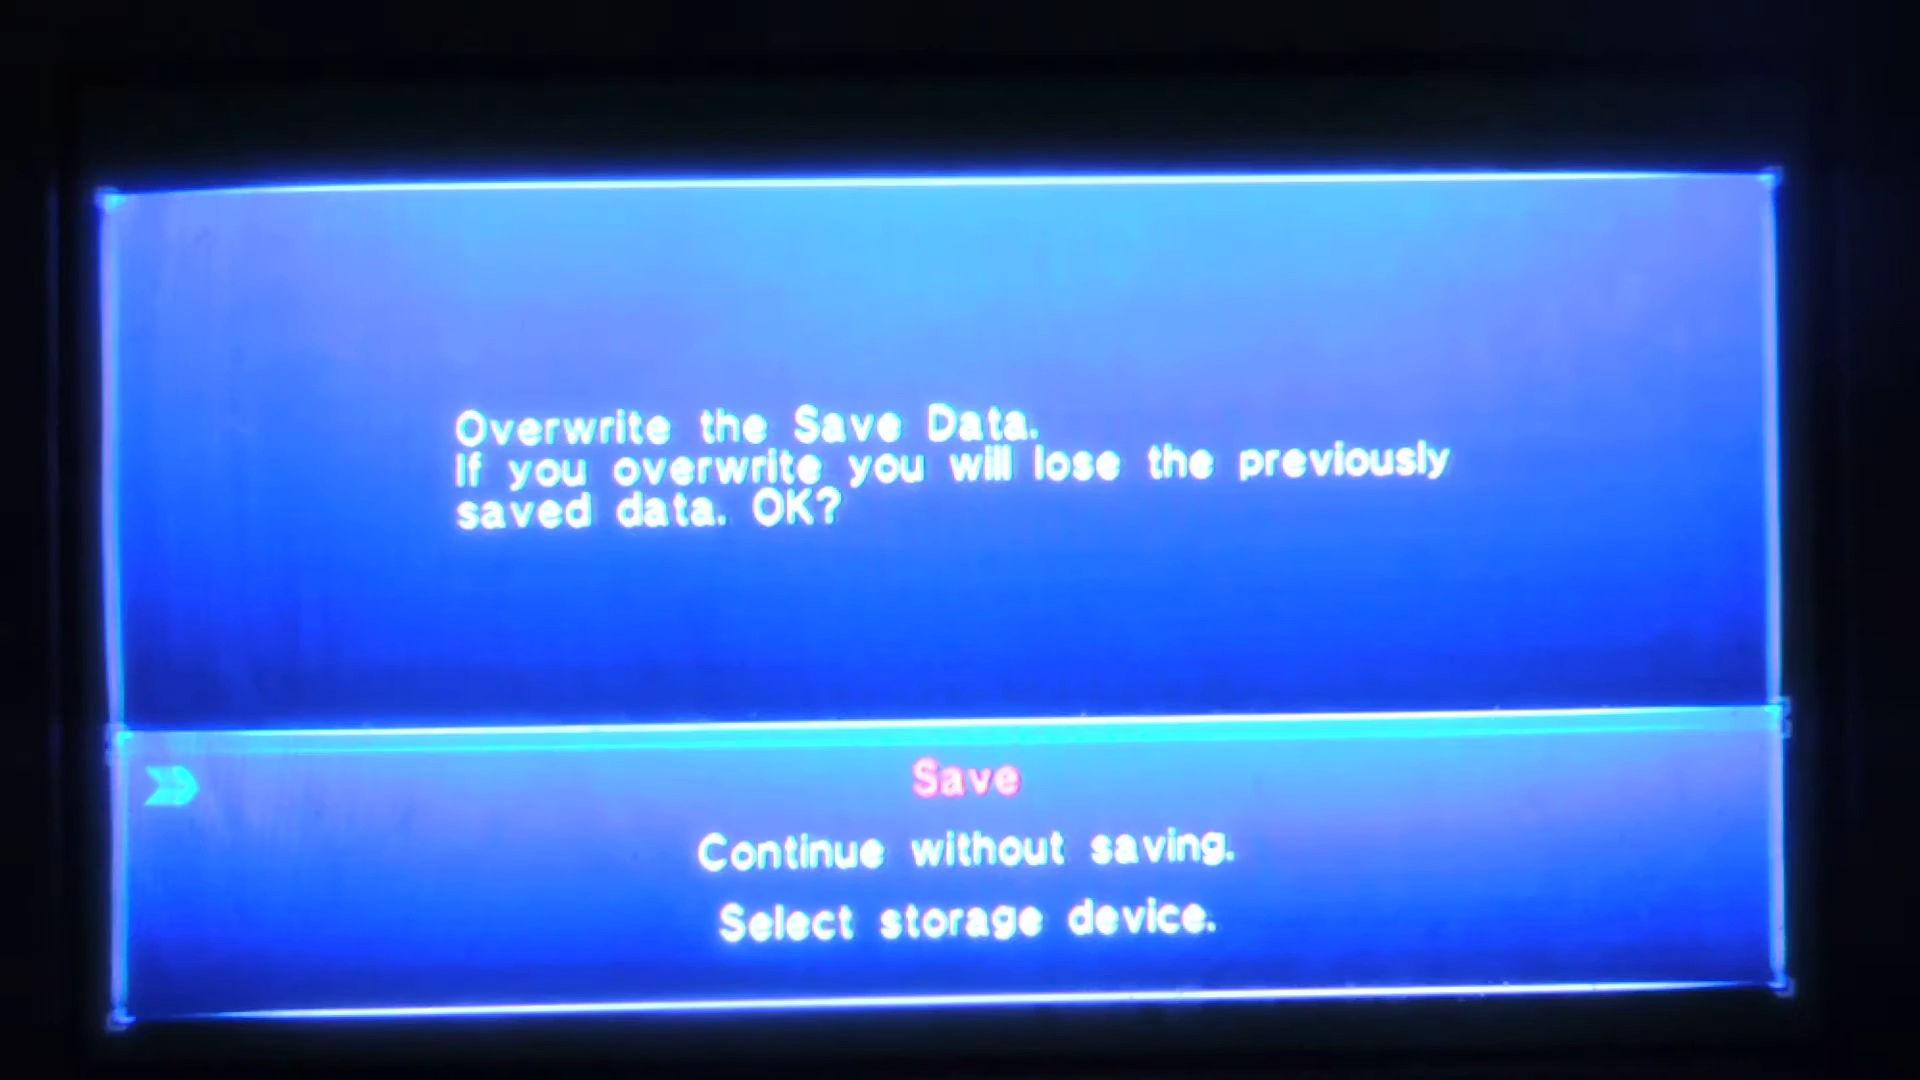 Overwrite the Save Data.
If you overwrite you will lose the previously
saved data. OK?
Save
Continue without saving.
Select storage device.